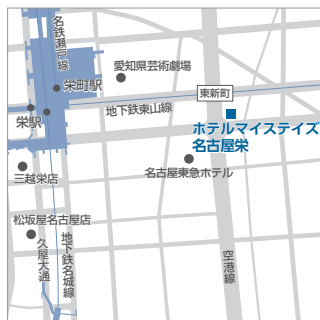 名鉄瀬戸線
愛知県芸術劇場
栄町駅
東新町
地下鉄東山線
栄駅
ホテルマイステイズ
名古屋栄
三越栄店
名古屋東急ホテル
松坂屋名古屋店
久屋大通
地下鉄名城線
空港線